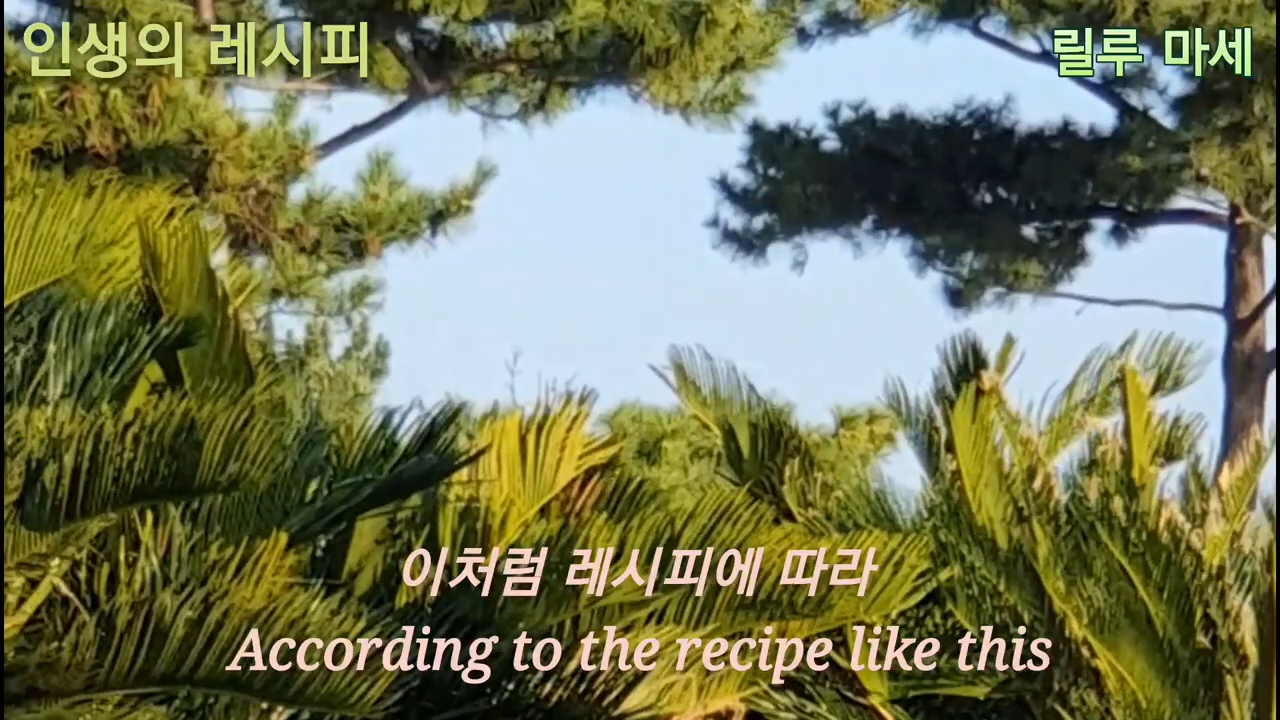 인생의 레시피
릴루 마세
이처럼 레시피에 따라
According to the recipe like this